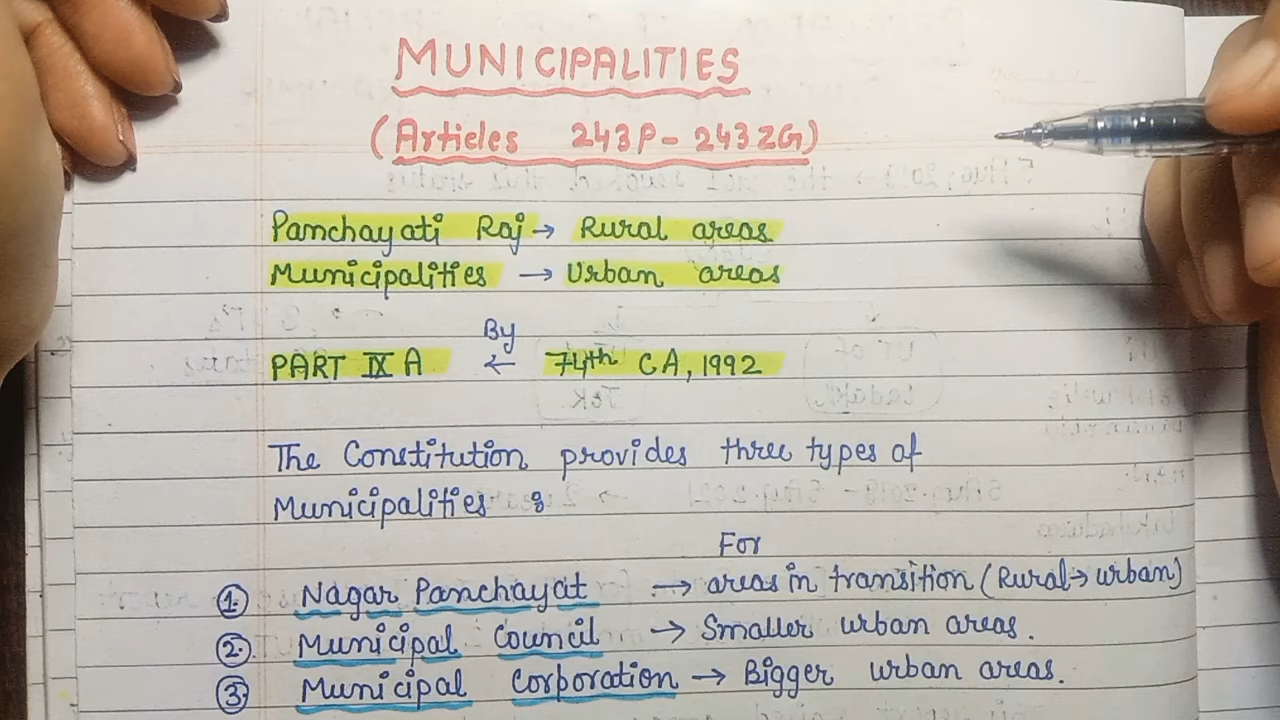 MUNICIPALITIES
(Articles 243P - 243ZG)
Panchayati Raj → Rural areas
Municipalities → Urban areas
By
PART IX A ← 74th CA, 1992
The Constitution provides three types of
Municipalities :
For
① Nagar Panchayat → areas in transition (Rural → urban)
② Municipal Council → Smaller urban areas.
③ Municipal Corporation → Bigger urban areas.